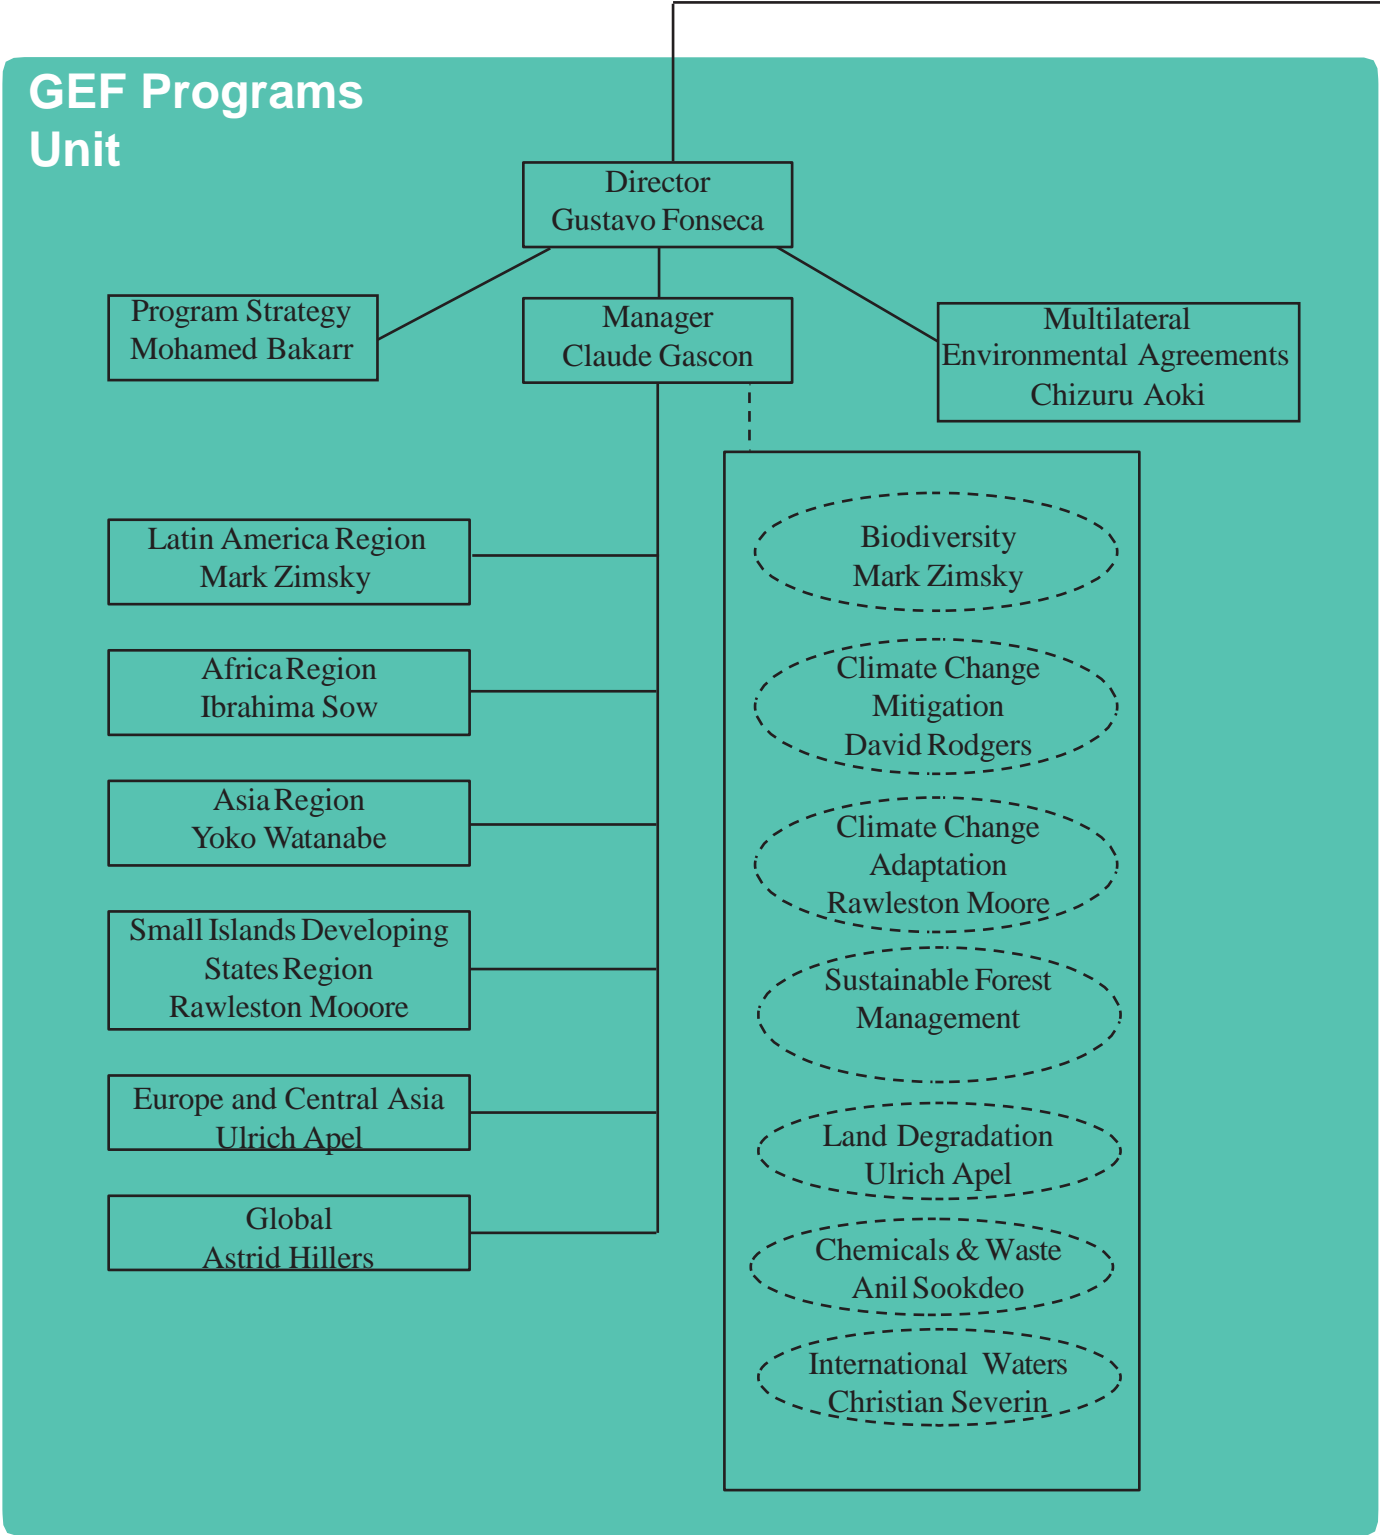 GEF Programs
Unit
Director
Gustavo Fonseca
Program Strategy
Mohamed Bakarr
Manager
Claude Gascon
Multilateral
Environmental Agreements
Chizuru Aoki
Latin America Region
Mark Zimsky
Africa Region
Ibrahima Sow
Asia Region
Yoko Watanabe
Small Islands Developing
States Region
Rawleston Mooore
Europe and Central Asia
Ulrich Apel
Global
Astrid Hillers
Biodiversity
Mark Zimsky
Climate Change
Mitigation
David Rodgers
Climate Change
Adaptation
Rawleston Moore
Sustainable Forest
Management
Land Degradation
Ulrich Apel
Chemicals & Waste
Anil Sookdeo
International Waters
Christian Severin